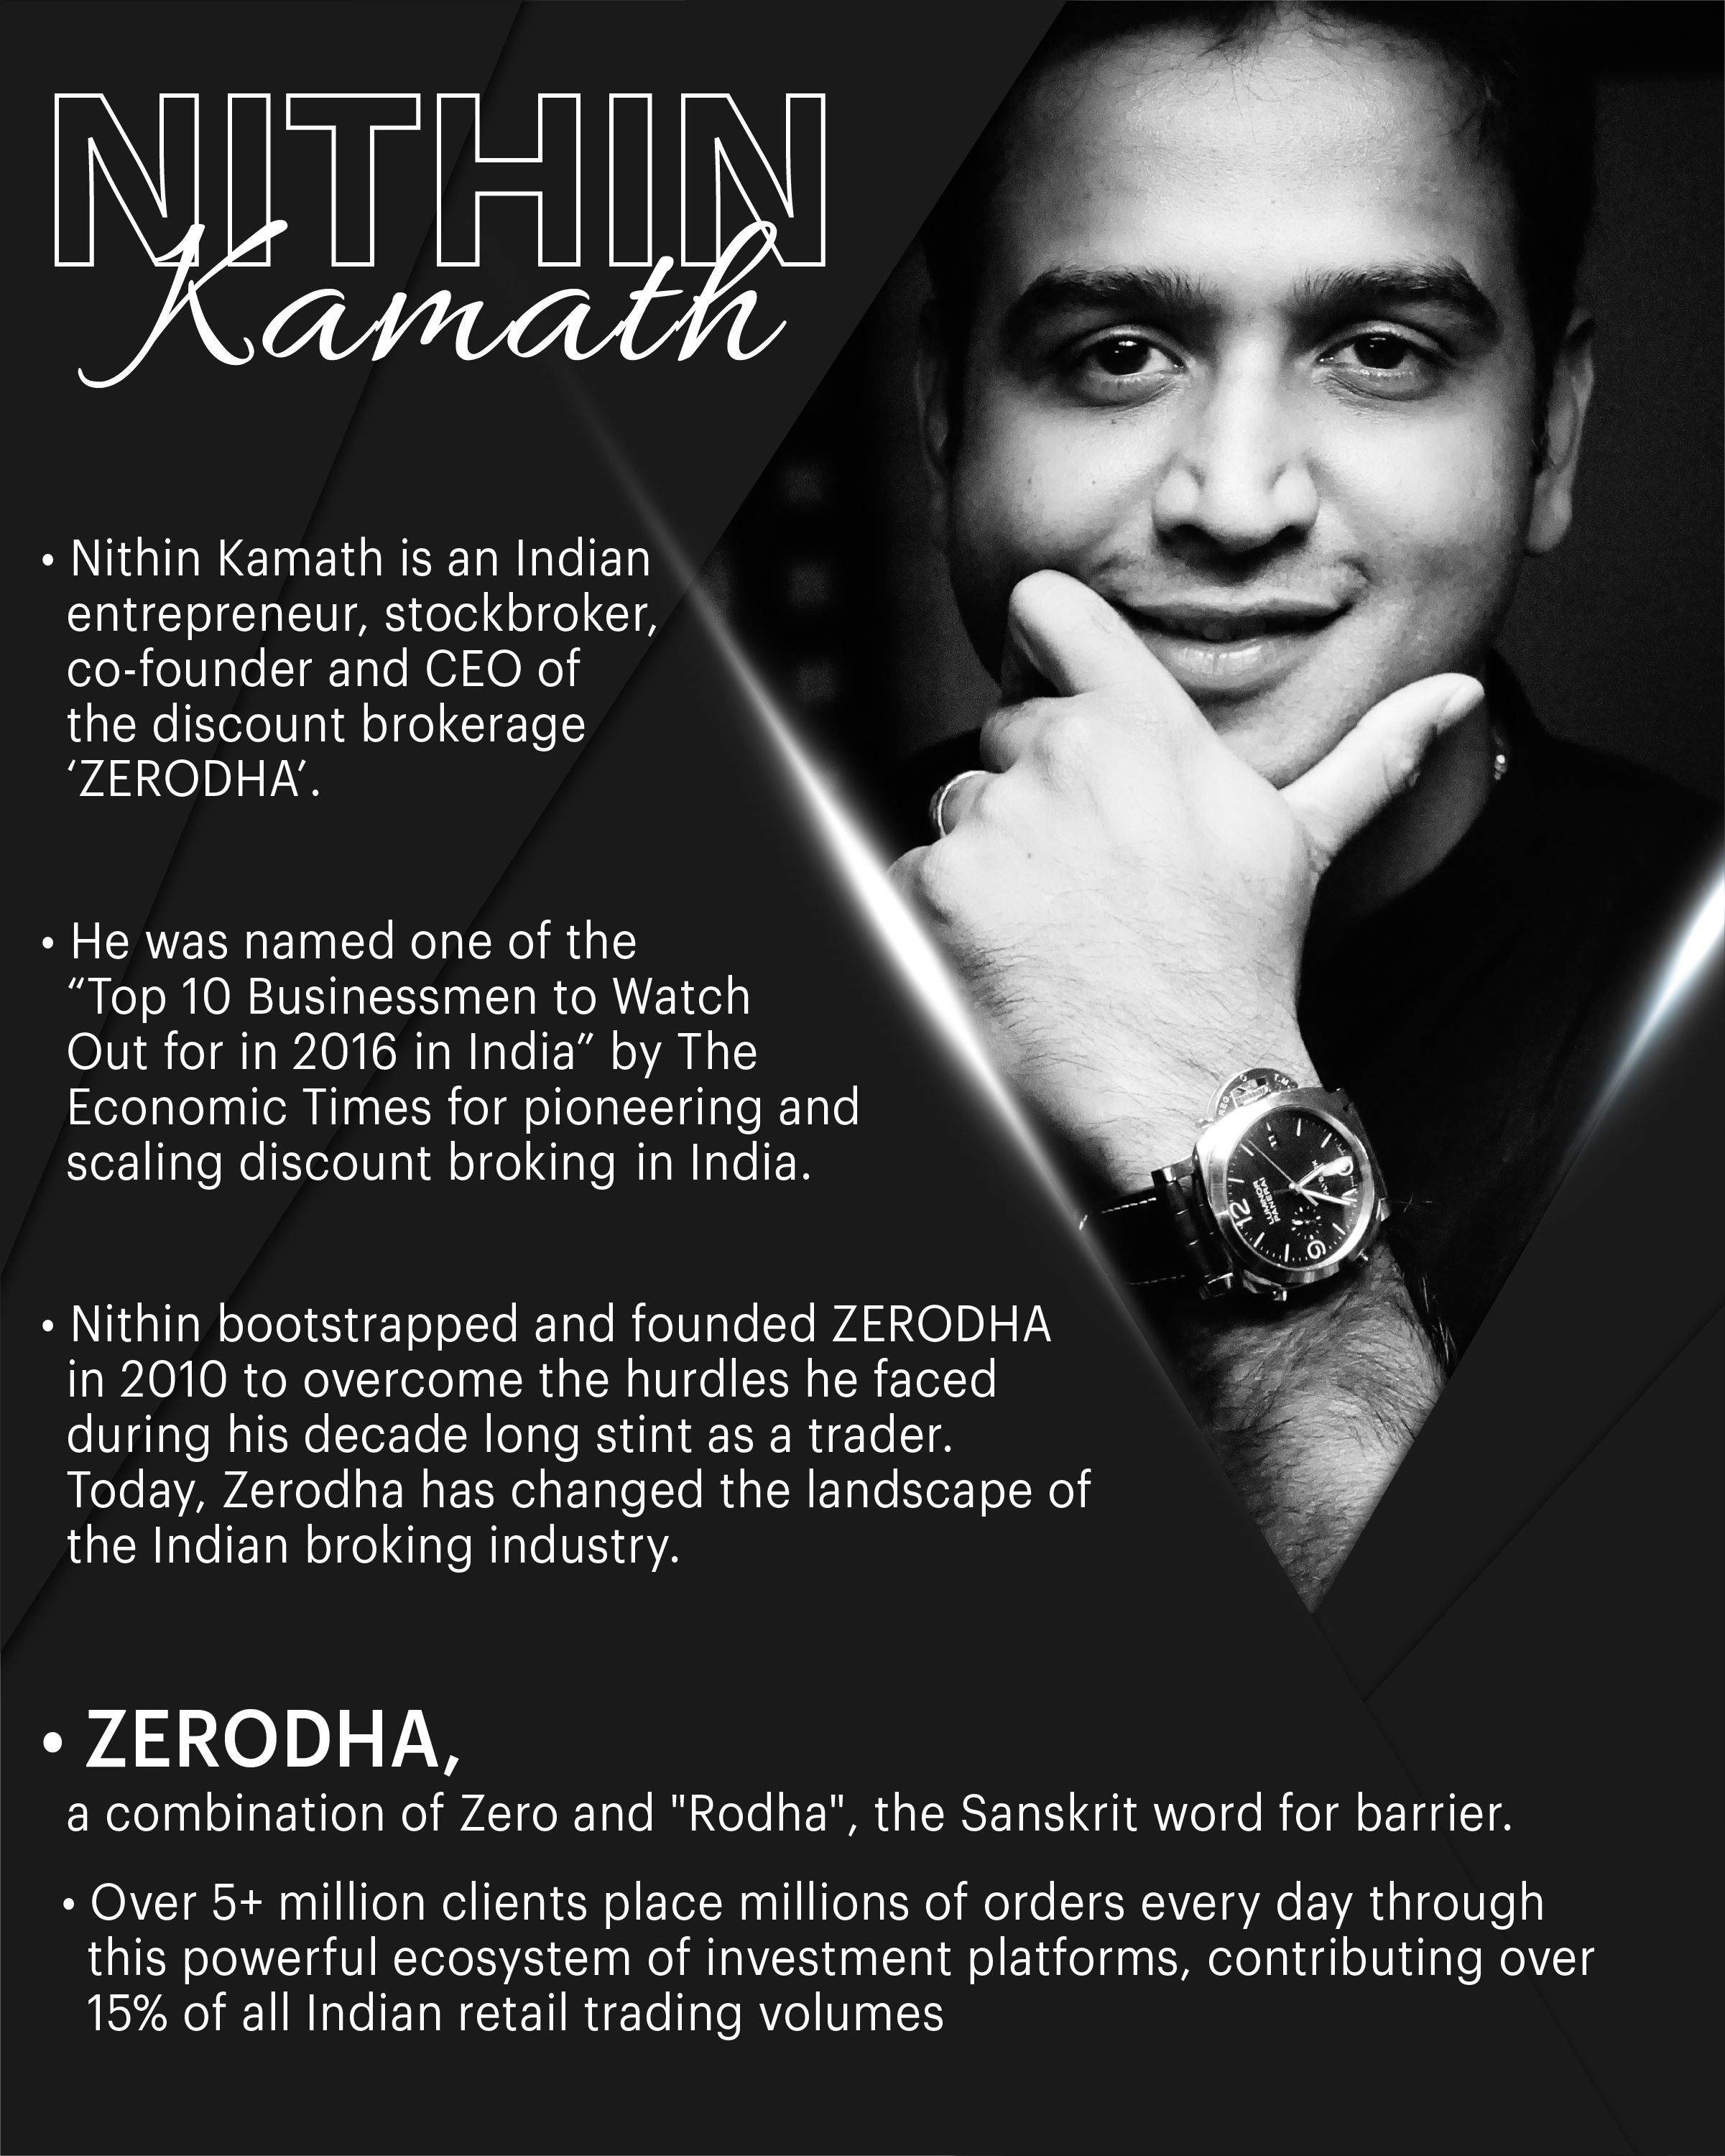 NITHIN
Kamath
• Nithin Kamath is an Indian
entrepreneur, stockbroker,
co-founder and CEO of
the discount brokerage
‘ZERODHA’.
• He was named one of the
“Top 10 Businessmen to Watch
Out for in 2016 in India” by The
Economic Times for pioneering and
scaling discount broking in India.
• Nithin bootstrapped and founded ZERODHA
in 2010 to overcome the hurdles he faced
during his decade long stint as a trader.
Today, Zerodha has changed the landscape of
the Indian broking industry.
• ZERODHA,
a combination of Zero and "Rodha", the Sanskrit word for barrier.
• Over 5+ million clients place millions of orders every day through
this powerful ecosystem of investment platforms, contributing over
15% of all Indian retail trading volumes
LUMINOR
PANERAI
12
6